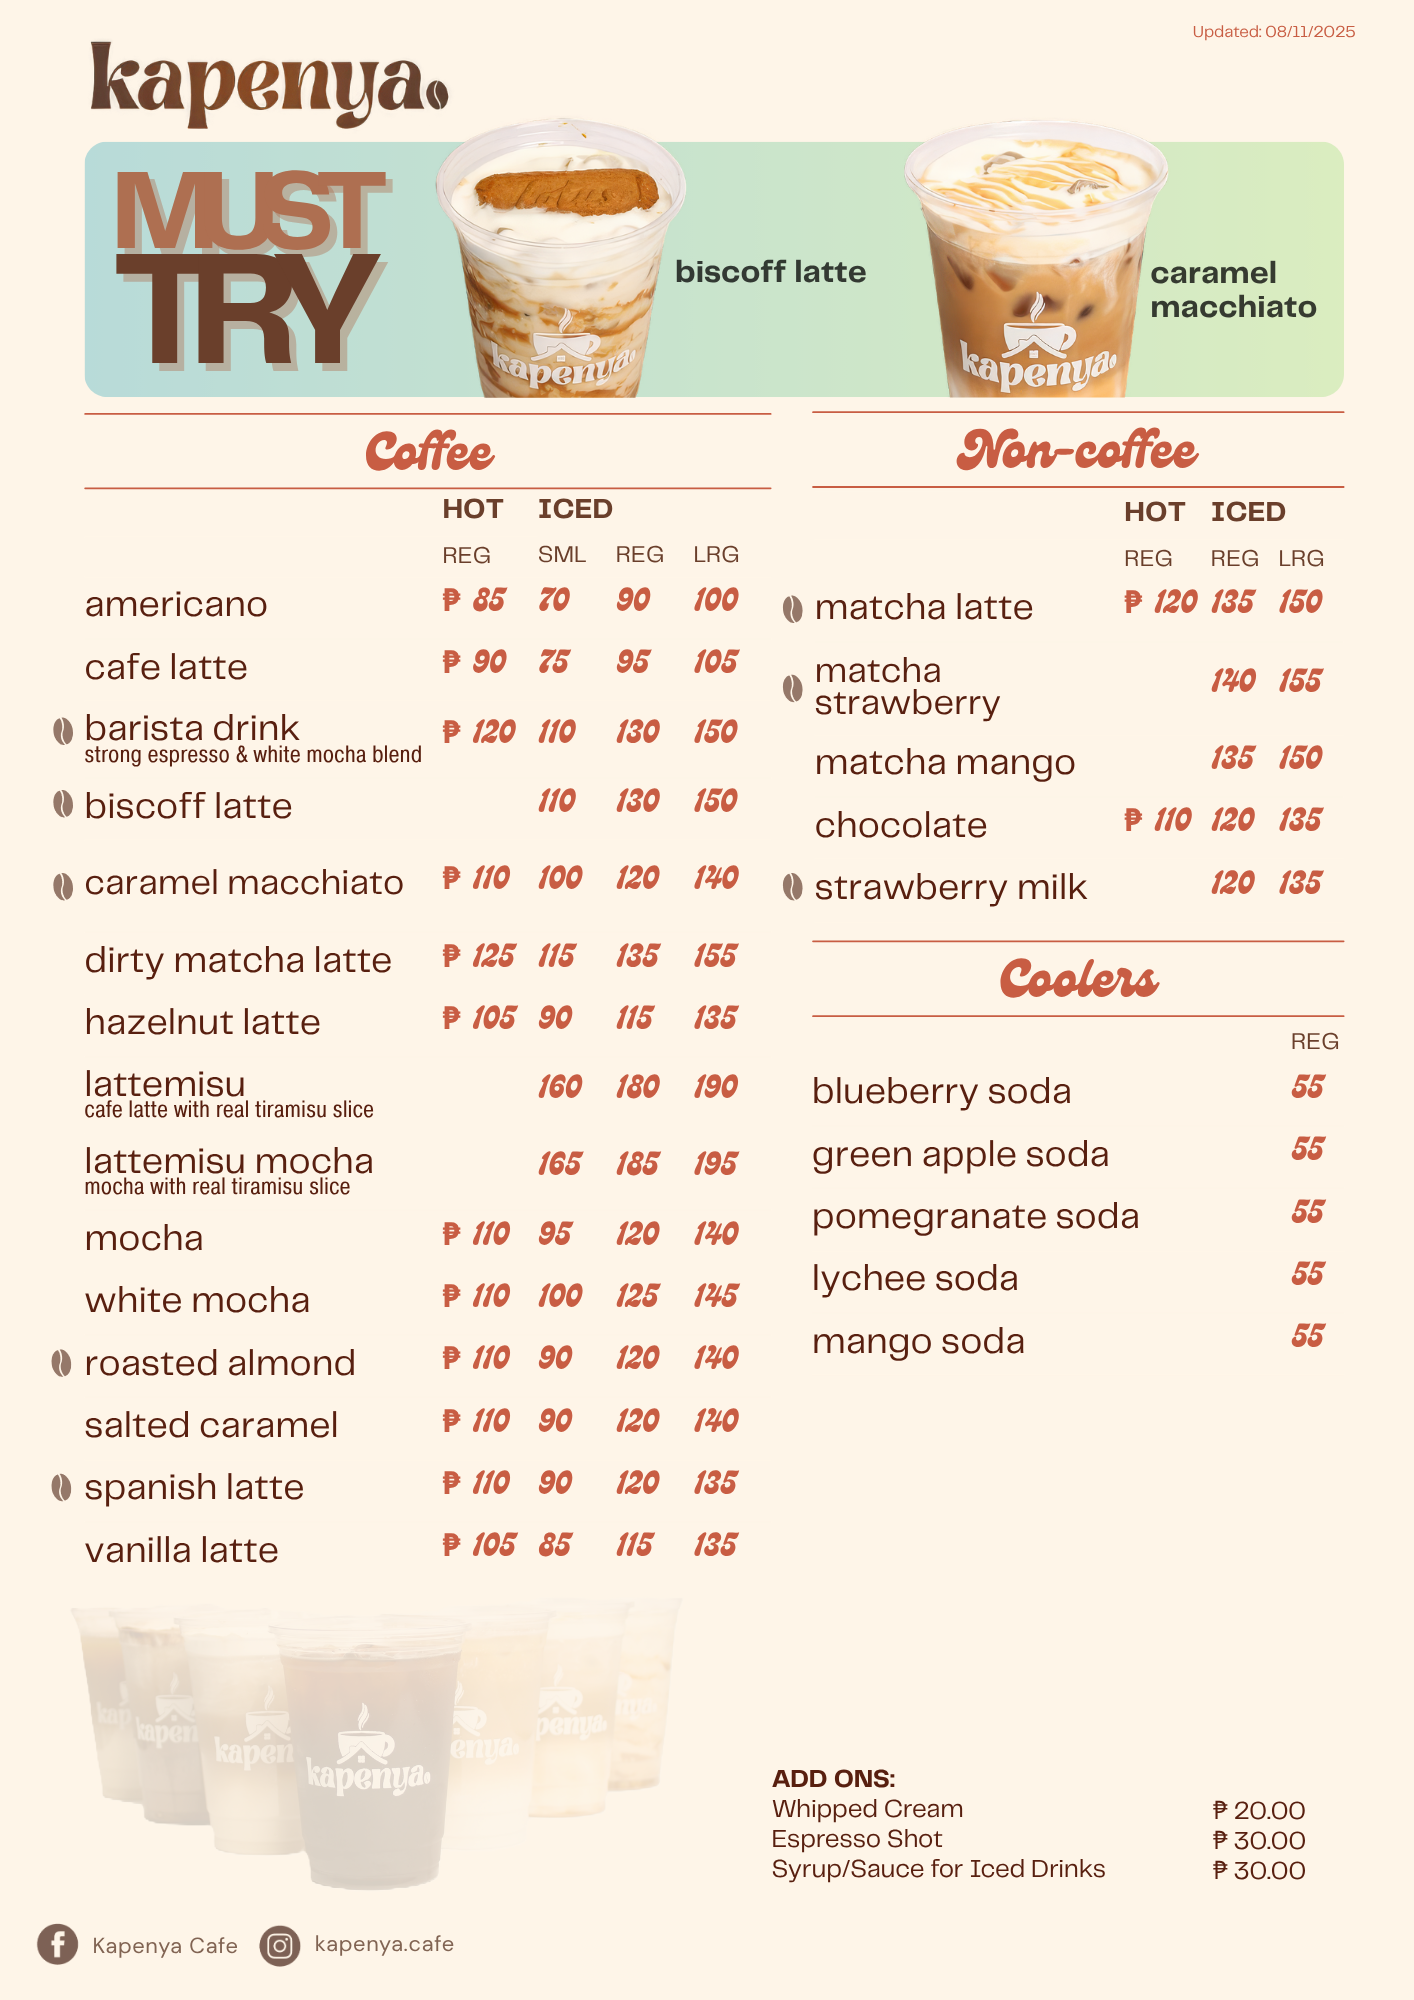 Updated: 08/11/2025
kapenya.
MUST
TRY
biscoff latte
caramel
macchiato
kapenya.
kapenya.
Coffee
HOT ICED
REG SML REG LRG
americano ₱ 85 70 90 100
cafe latte ₱ 90 75 95 105
barista drink ₱ 120 110 130 150
strong espresso & white mocha blend
biscoff latte 110 130 150
caramel macchiato ₱ 110 100 120 140
dirty matcha latte ₱ 125 115 135 155
hazelnut latte ₱ 105 90 115 135
lattemisu 160 180 190
cafe latte with real tiramisu slice
lattemisu mocha 165 185 195
mocha with real tiramisu slice
mocha ₱ 110 95 120 140
white mocha ₱ 110 100 125 145
roasted almond ₱ 110 90 120 140
salted caramel ₱ 110 90 120 140
spanish latte ₱ 110 90 120 135
vanilla latte ₱ 105 85 115 135
Non-coffee
HOT ICED
REG REG LRG
matcha latte ₱ 120 135 150
matcha
strawberry 140 155
matcha mango 135 150
chocolate ₱ 110 120 135
strawberry milk 120 135
Coolers
REG
blueberry soda 55
green apple soda 55
pomegranate soda 55
lychee soda 55
mango soda 55
kap
kapen
kapen
kapenya.
enya.
penya.
ADD ONS:
Whipped Cream ₱ 20.00
Espresso Shot ₱ 30.00
Syrup/Sauce for Iced Drinks ₱ 30.00
Kapenya Cafe
kapenya.cafe